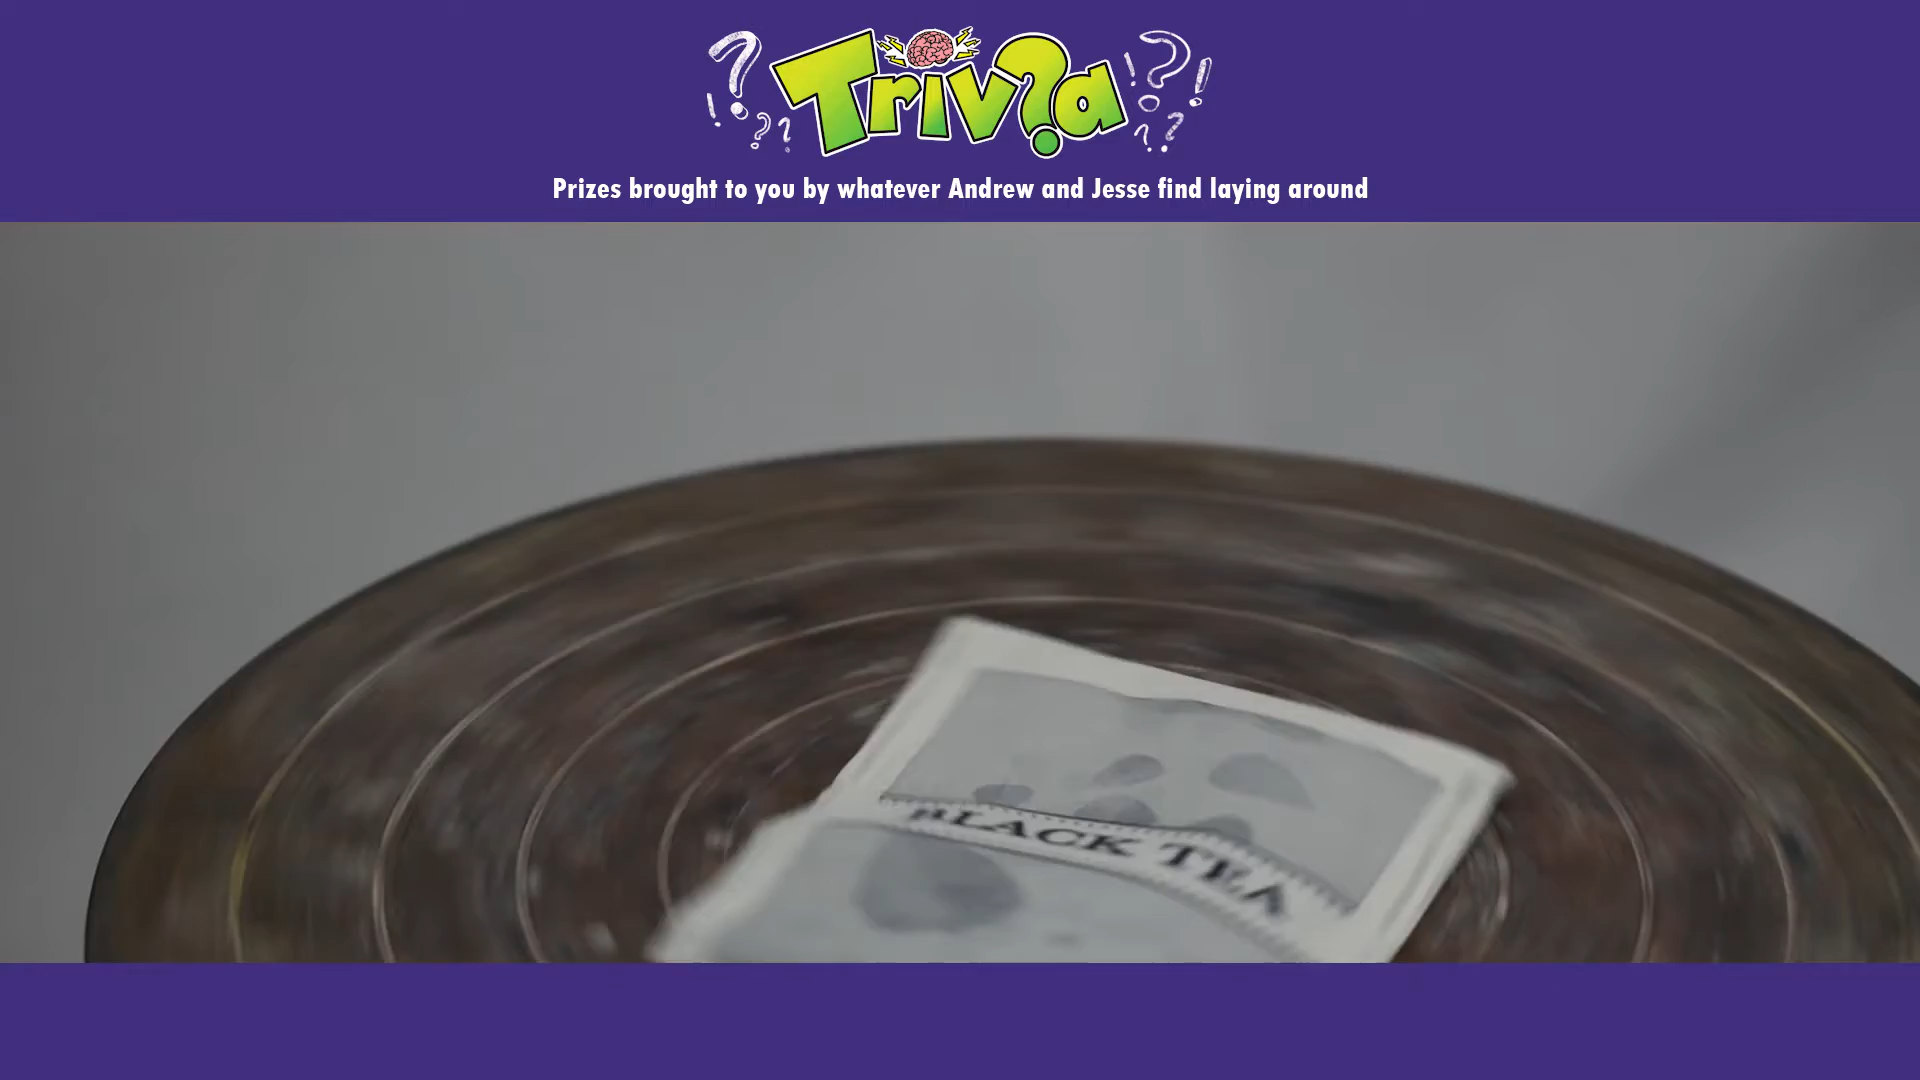 Triv?a
Prizes brought to you by whatever Andrew and Jesse find laying around
BLACK TEA